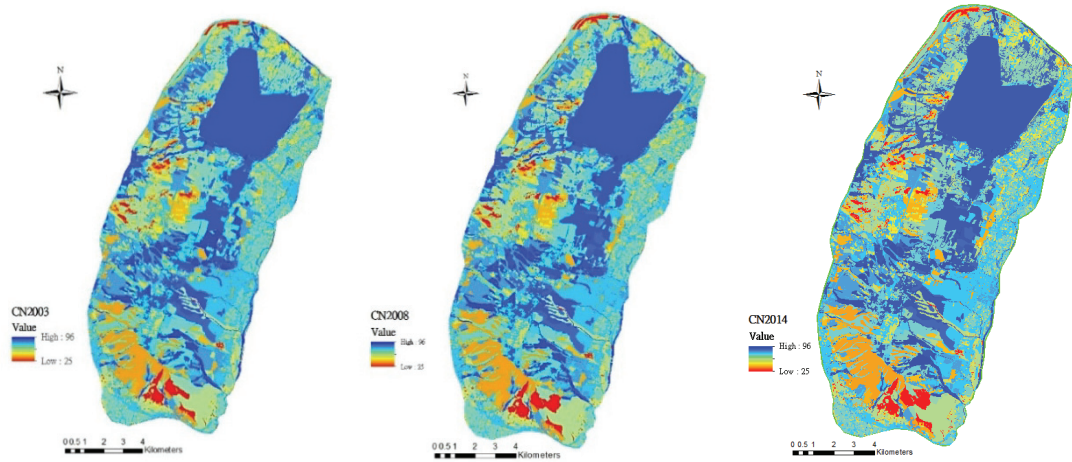 N
CN2003
Value
High : 96
Low : 25
0 0.5 1 2 3 4
Kilometers
N
CN2008
Value
High : 96
Low : 25
0 0.5 1 2 3 4
Kilometers
N
CN2014
Value
High : 96
Low : 25
0 0.5 1 2 3 4
Kilometers